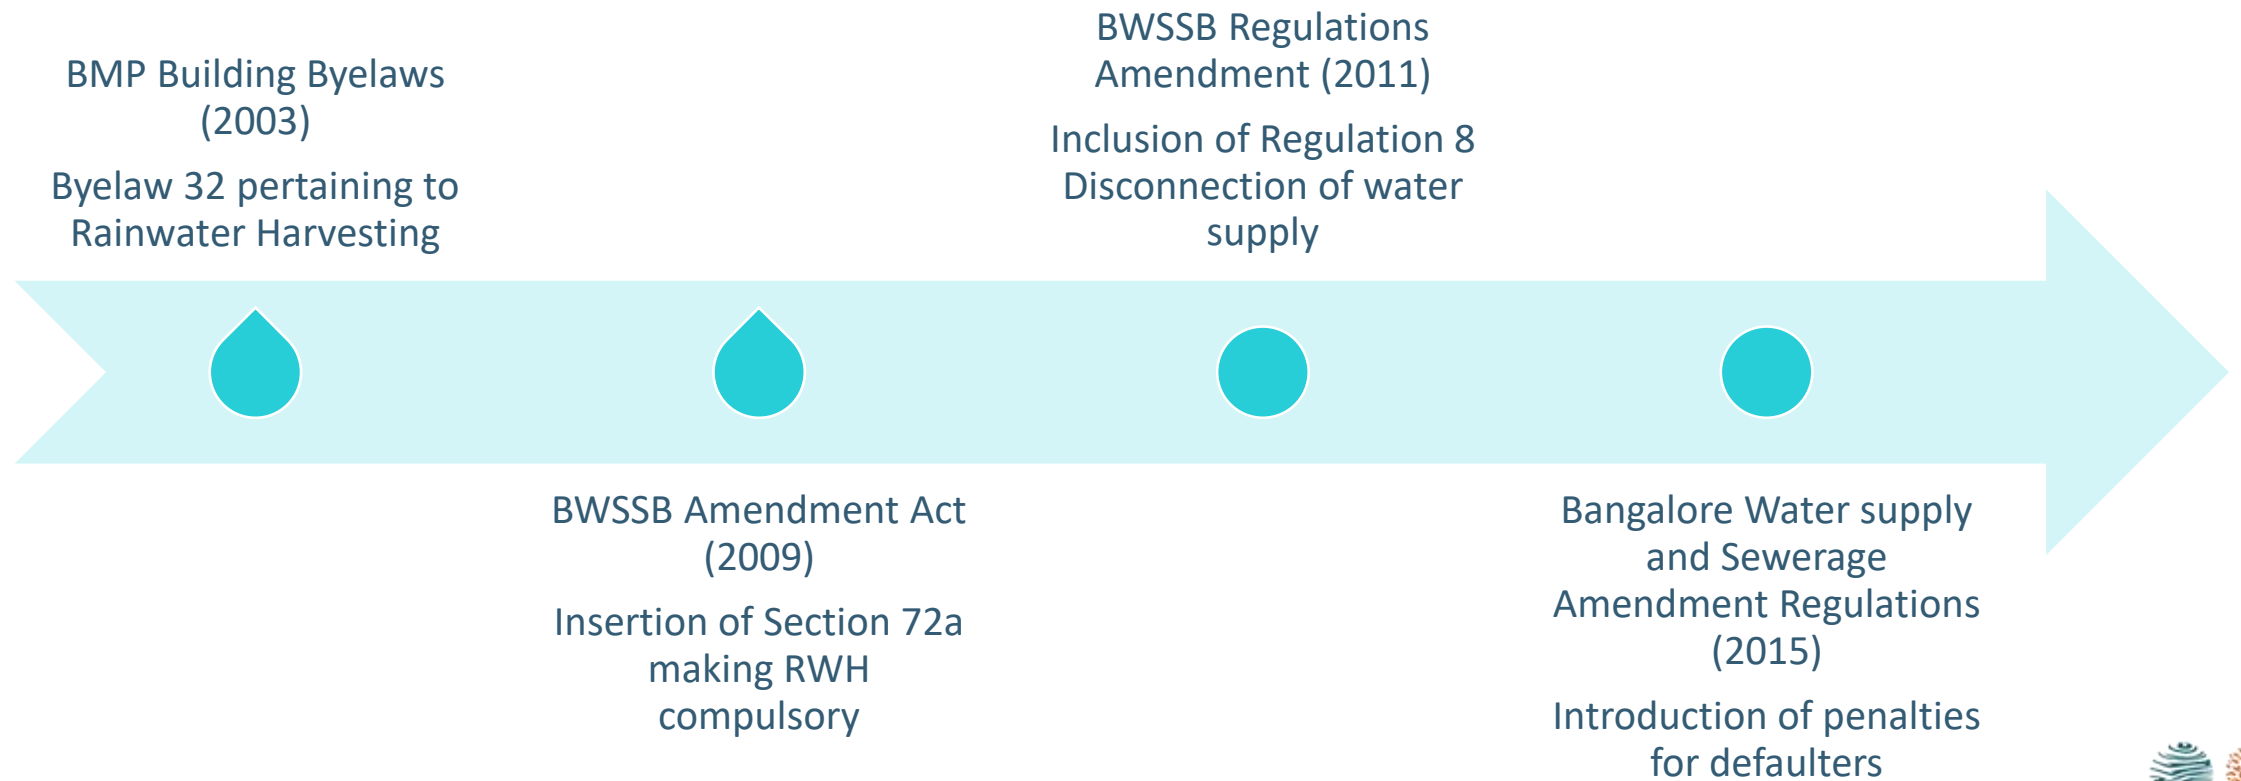 BMP Building Byelaws
(2003)
Byelaw 32 pertaining to
Rainwater Harvesting
BWSSB Amendment Act
(2009)
Insertion of Section 72a
making RWH
compulsory
BWSSB Regulations
Amendment (2011)
Inclusion of Regulation 8
Disconnection of water
supply
Bangalore Water supply
and Sewerage
Amendment Regulations
(2015)
Introduction of penalties
for defaulters